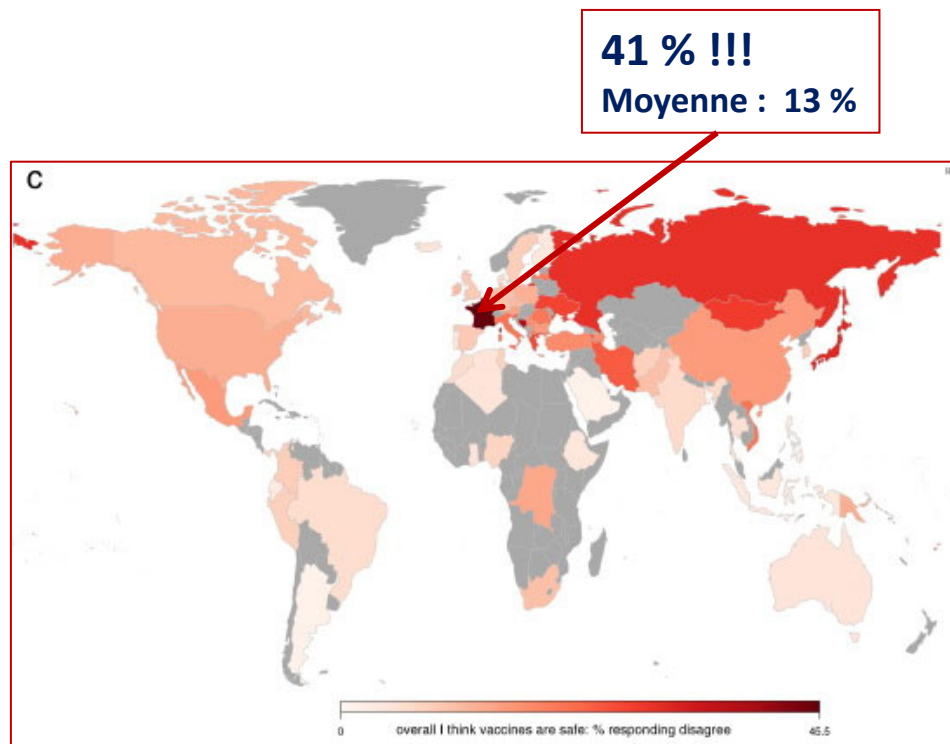 41 % !!!
Moyenne : 13 %
C
0
overall I think vaccines are safe: % responding disagree
45.5